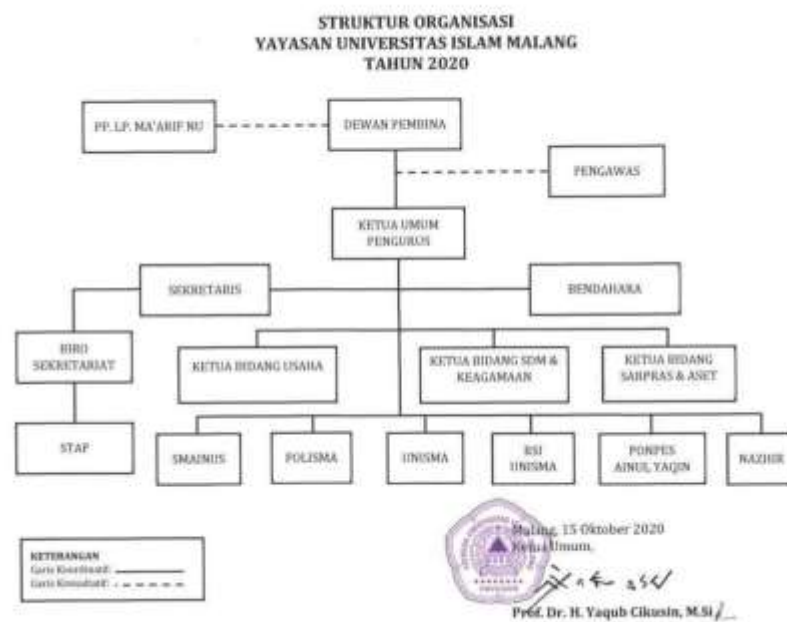 STRUKTUR ORGANISASI
YAYASAN UNIVERSITAS ISLAM MALANG
TAHUN 2020
PP. LP. MA'ARIF NU
DEWAN PEMBINA
PENGAWAS
KETUA UMUM
PENGURUS
SEKRETARIS
BENDAHARA
BIRO
SEKRETARIAT
KETUA BIDANG USAHA
KETUA BIDANG SDM &
KEAGAMAAN
KETUA BIDANG
SARPRAS & ASET
STAF
SMAINUS
POLISMA
UNISMA
RSI
UNISMA
PONPES
AINUL YAQIN
NAZHIR
KETERANGAN
Garis Koordinatif:
Garis Konsultatif:
Malang, 15 Oktober 2020
Ketua Umum,
Prof. Dr. H. Yaqub Cikusin, M.Si